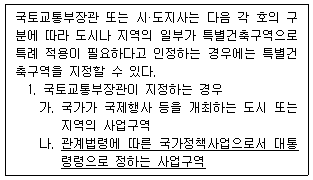 국토교통부장관 또는 시·도지사는 다음 각 호의 구
분에 따라 도시나 지역의 일부가 특별건축구역으로
특례 적용이 필요하다고 인정하는 경우에는 특별건
축구역을 지정할 수 있다.
1. 국토교통부장관이 지정하는 경우
가. 국가가 국제행사 등을 개최하는 도시 또는
지역의 사업구역
나. 관계법령에 따른 국가정책사업으로서 대통
령령으로 정하는 사업구역